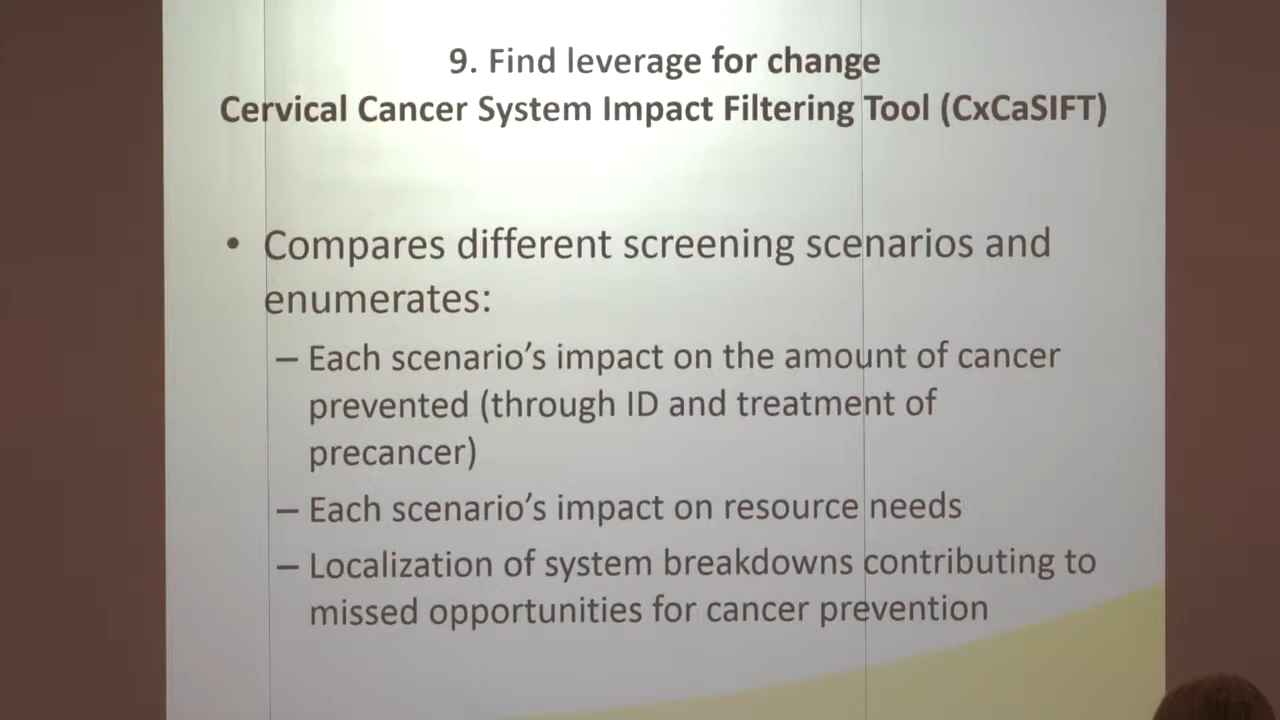 9. Find leverage for change
Cervical Cancer System Impact Filtering Tool (CxCaSIFT)
• Compares different screening scenarios and
enumerates:
– Each scenario’s impact on the amount of cancer
prevented (through ID and treatment of
precancer)
– Each scenario’s impact on resource needs
– Localization of system breakdowns contributing to
missed opportunities for cancer prevention